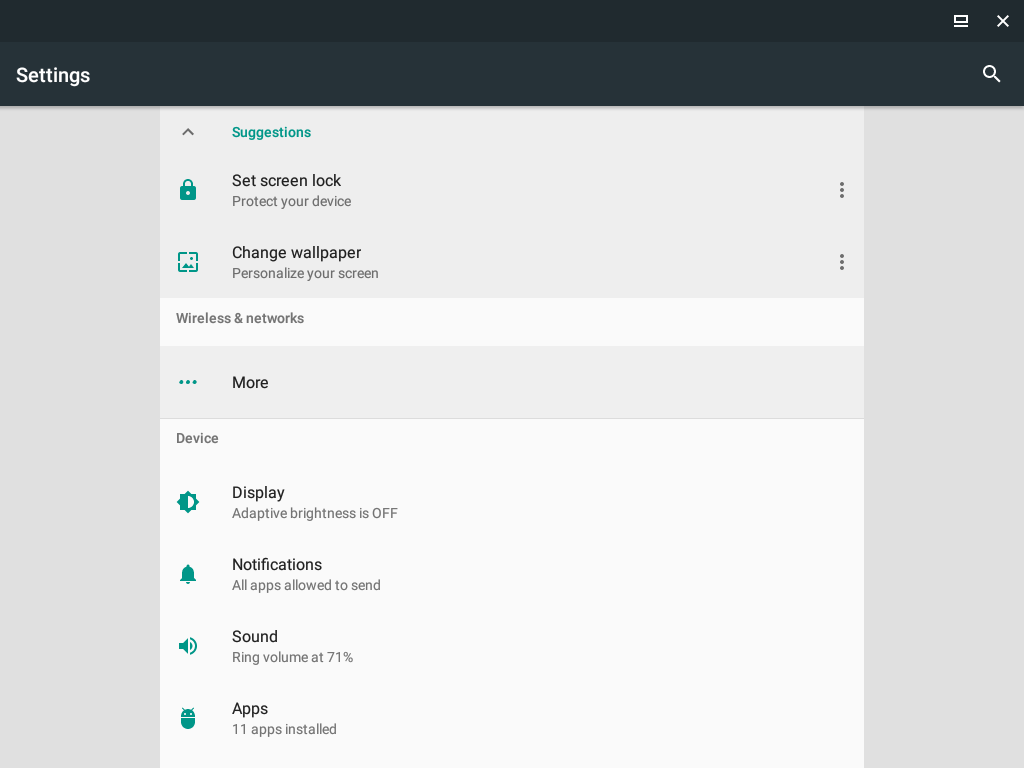 Settings
Suggestions
Set screen lock
Protect your device
Change wallpaper
Personalize your screen
Wireless & networks
More
Device
Display
Adaptive brightness is OFF
Notifications
All apps allowed to send
Sound
Ring volume at 71%
Apps
11 apps installed